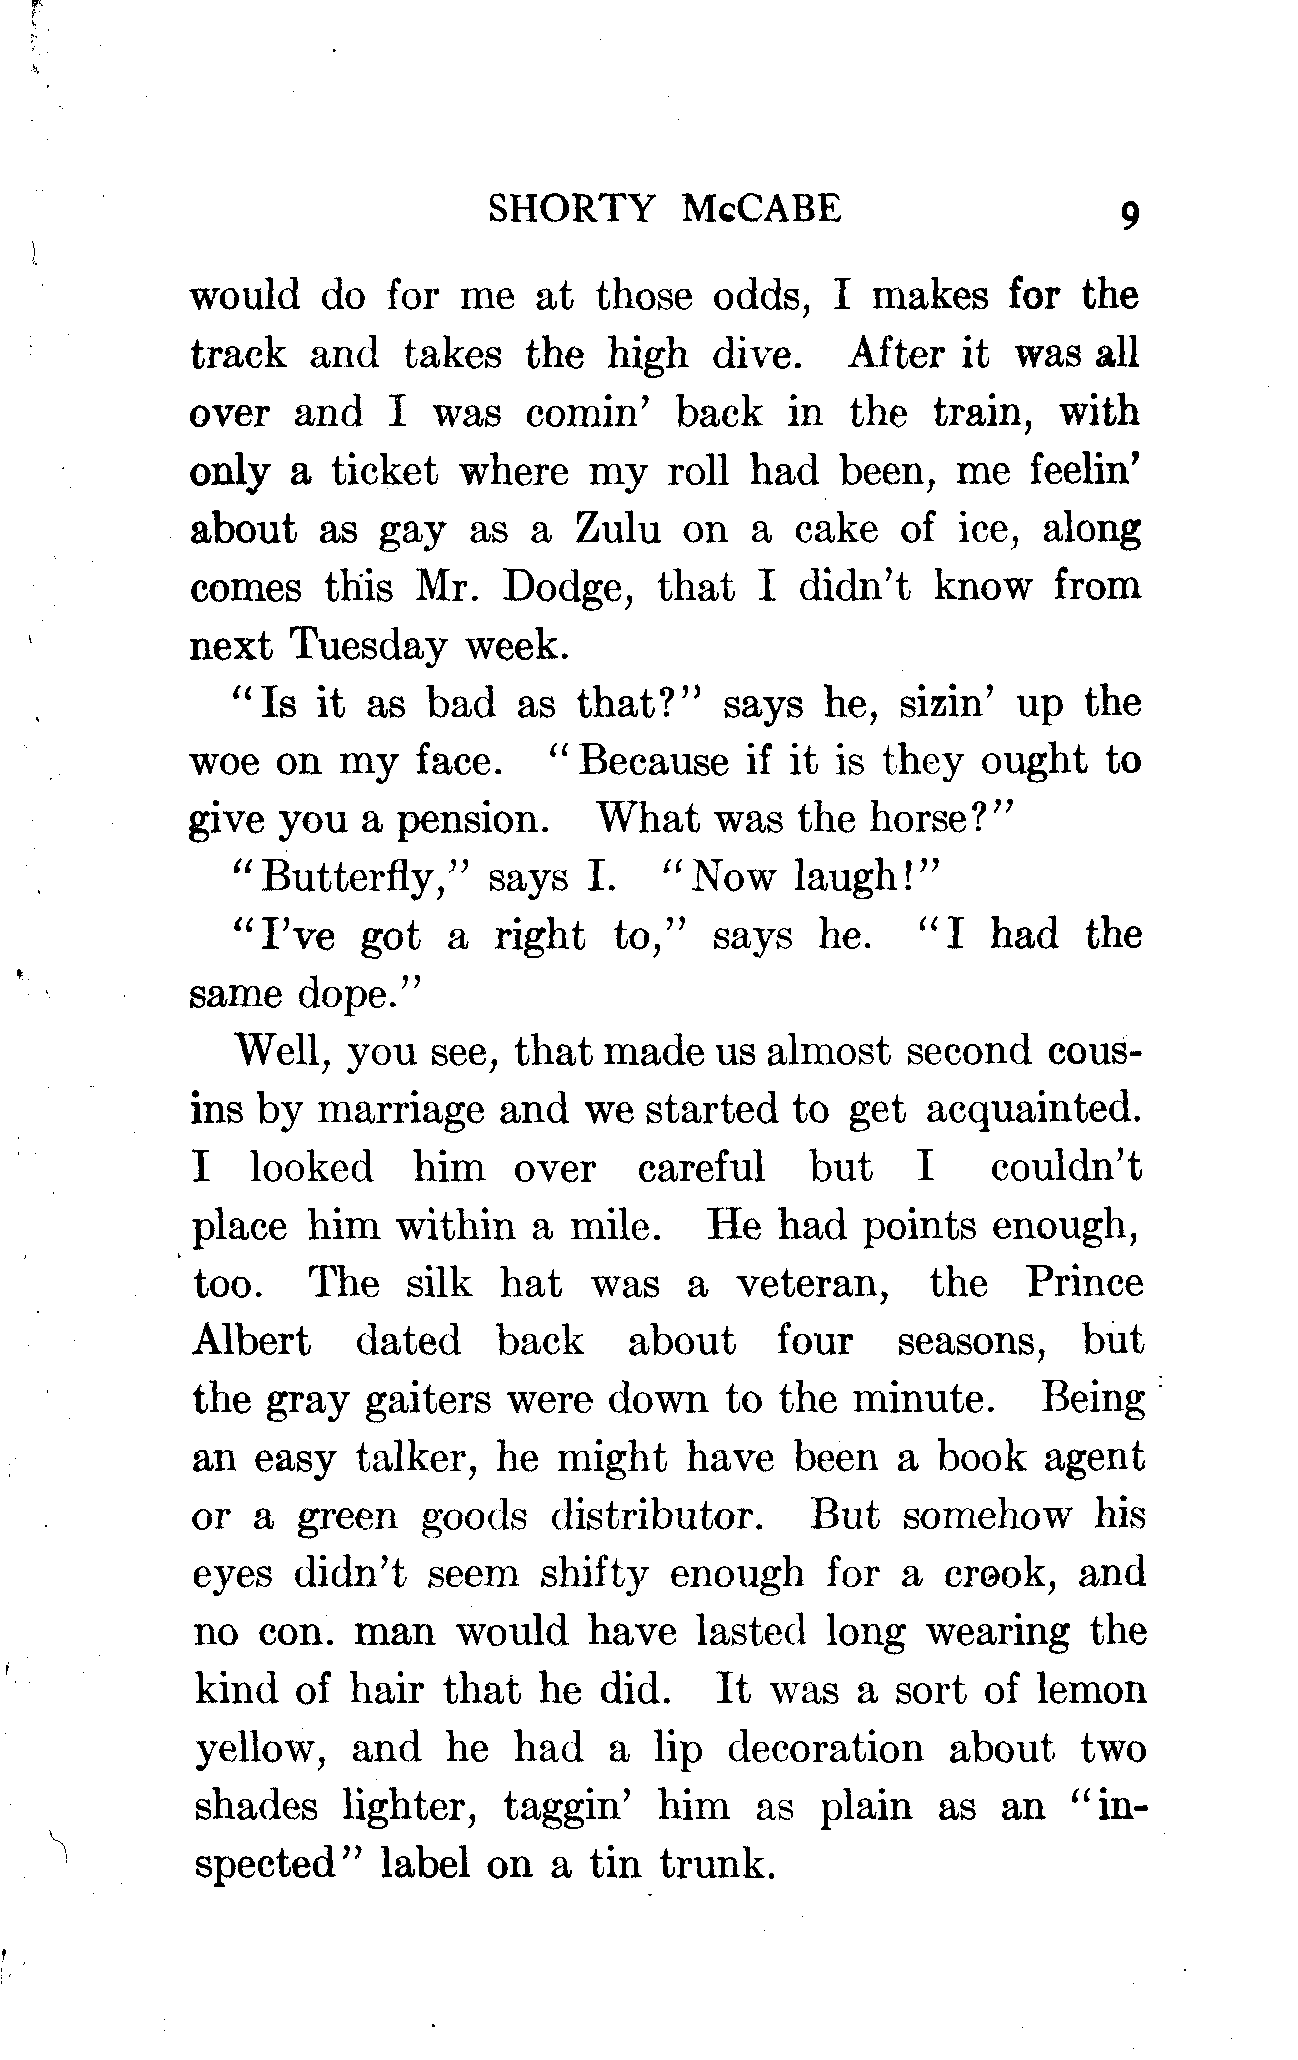 SHORTY McCABE 9
would do for me at those odds, I makes for the
track and takes the high dive. After it was all
over and I was comin' back in the train, with
only a ticket where my roll had been, me feelin'
about as gay as a Zulu on a cake of ice, along
comes this Mr. Dodge, that I didn't know from
next Tuesday week.
"Is it as bad as that?" says he, sizin' up the
woe on my face. "Because if it is they ought to
give you a pension. What was the horse?"
"Butterfly," says I. "Now laugh!"
"I've got a right to," says he. "I had the
same dope."
Well, you see, that made us almost second cous-
ins by marriage and we started to get acquainted.
I looked him over careful but I couldn't
place him within a mile. He had points enough,
too. The silk hat was a veteran, the Prince
Albert dated back about four seasons, but
the gray gaiters were down to the minute. Being
an easy talker, he might have been a book agent
or a green goods distributor. But somehow his
eyes didn't seem shifty enough for a crook, and
no con. man would have lasted long wearing the
kind of hair that he did. It was a sort of lemon
yellow, and he had a lip decoration about two
shades lighter, taggin' him as plain as an "in-
spected" label on a tin trunk.